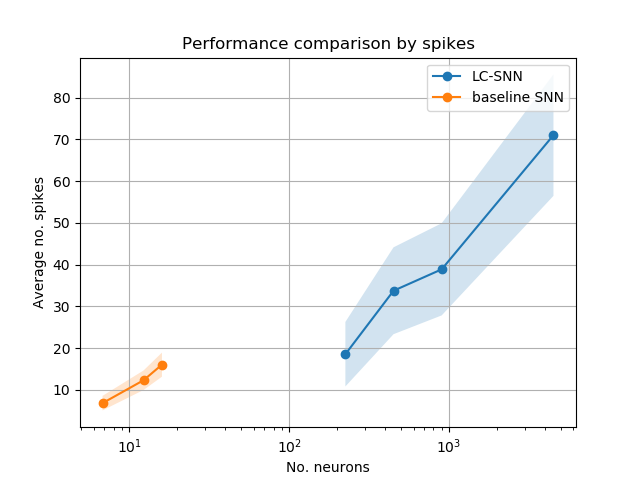 Performance comparison by spikes
LC-SNN
baseline SNN
Average no. spikes
80
70
60
50
40
30
20
10
10¹
10²
10³
No. neurons